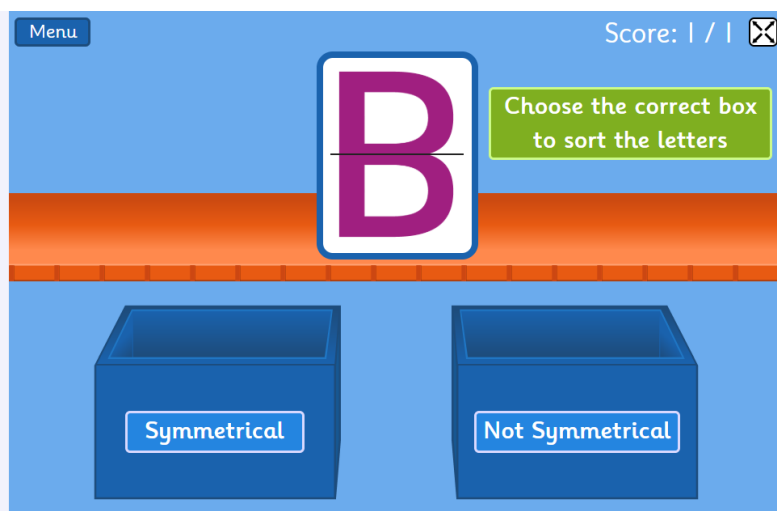 Menu
Score: 1 / 1
B
Choose the correct box
to sort the letters
Symmetrical
Not Symmetrical